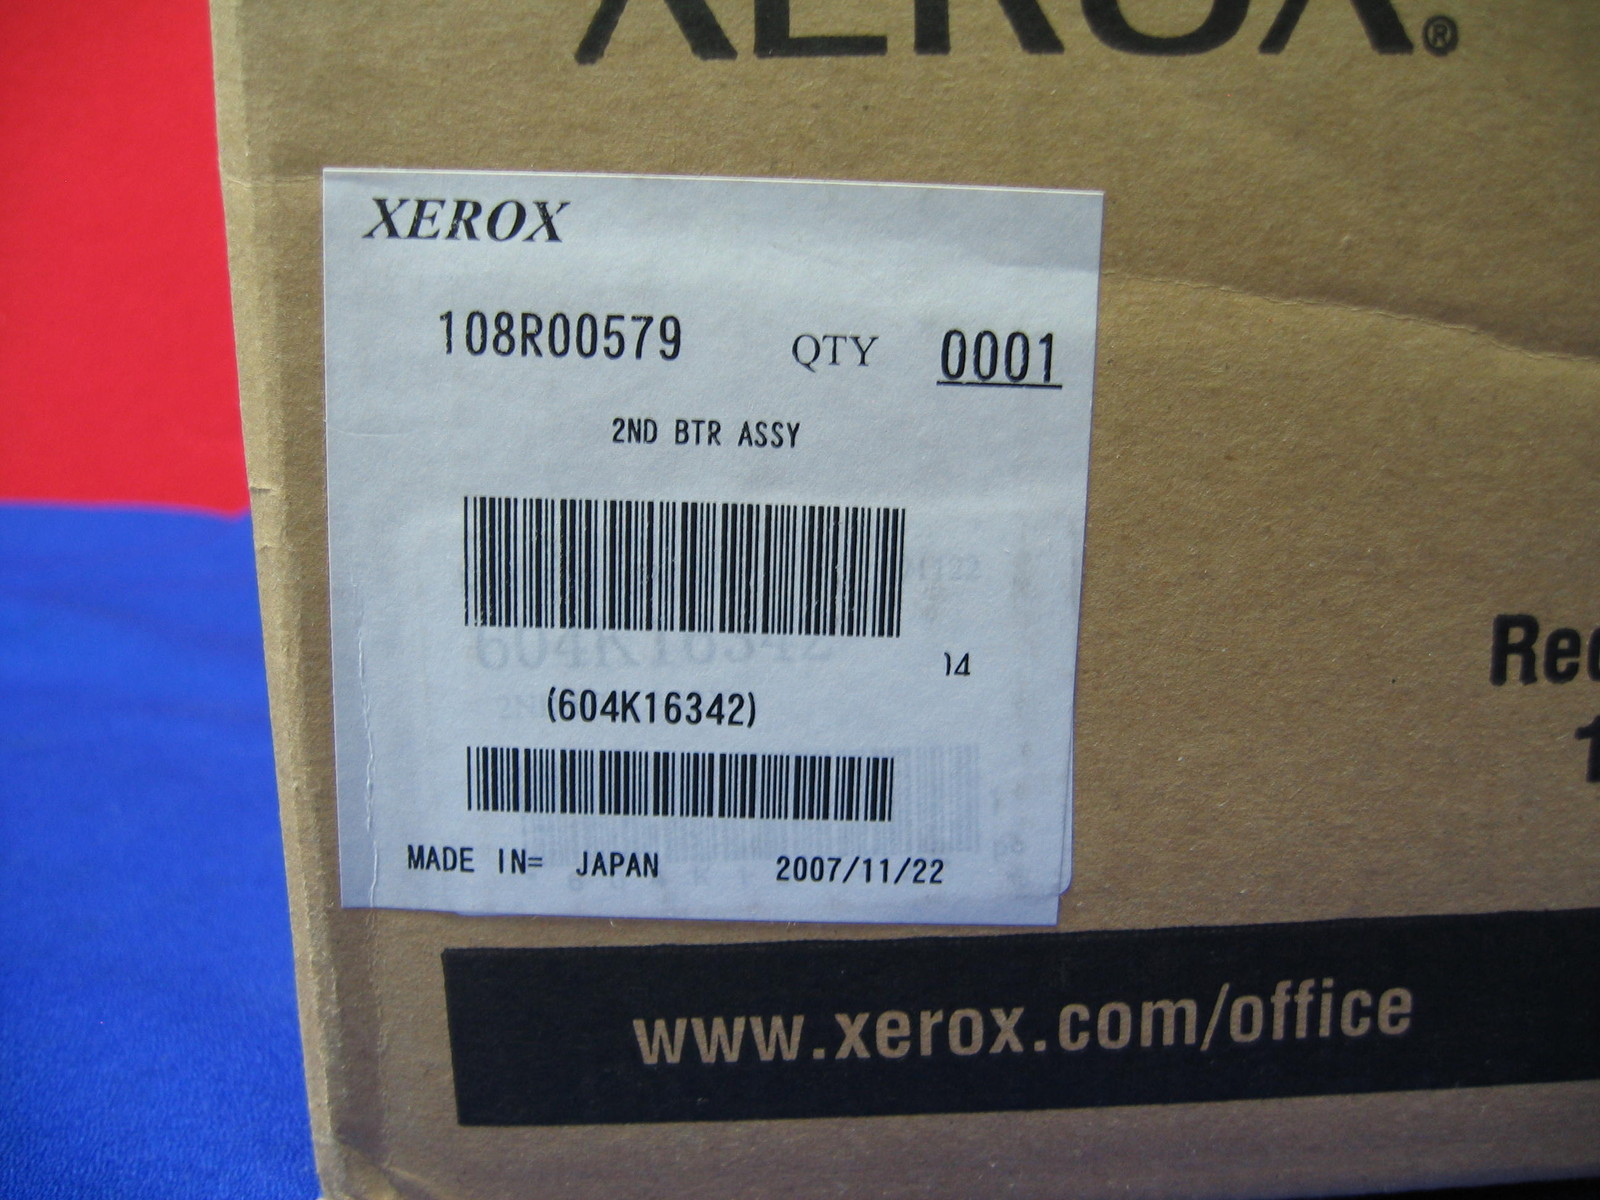 XEROX®
XEROX
108R00579 QTY 0001
2ND BTR ASSY
604K16342
14
(604K16342)
MADE IN= JAPAN 2007/11/22
www.xerox.com/office